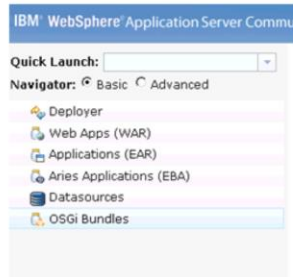 IBM® WebSphere® Application Server Commu
Quick Launch:
Navigator: Basic Advanced
Deployer
Web Apps (WAR)
Applications (EAR)
Aries Applications (EBA)
Datasources
OSGi Bundles